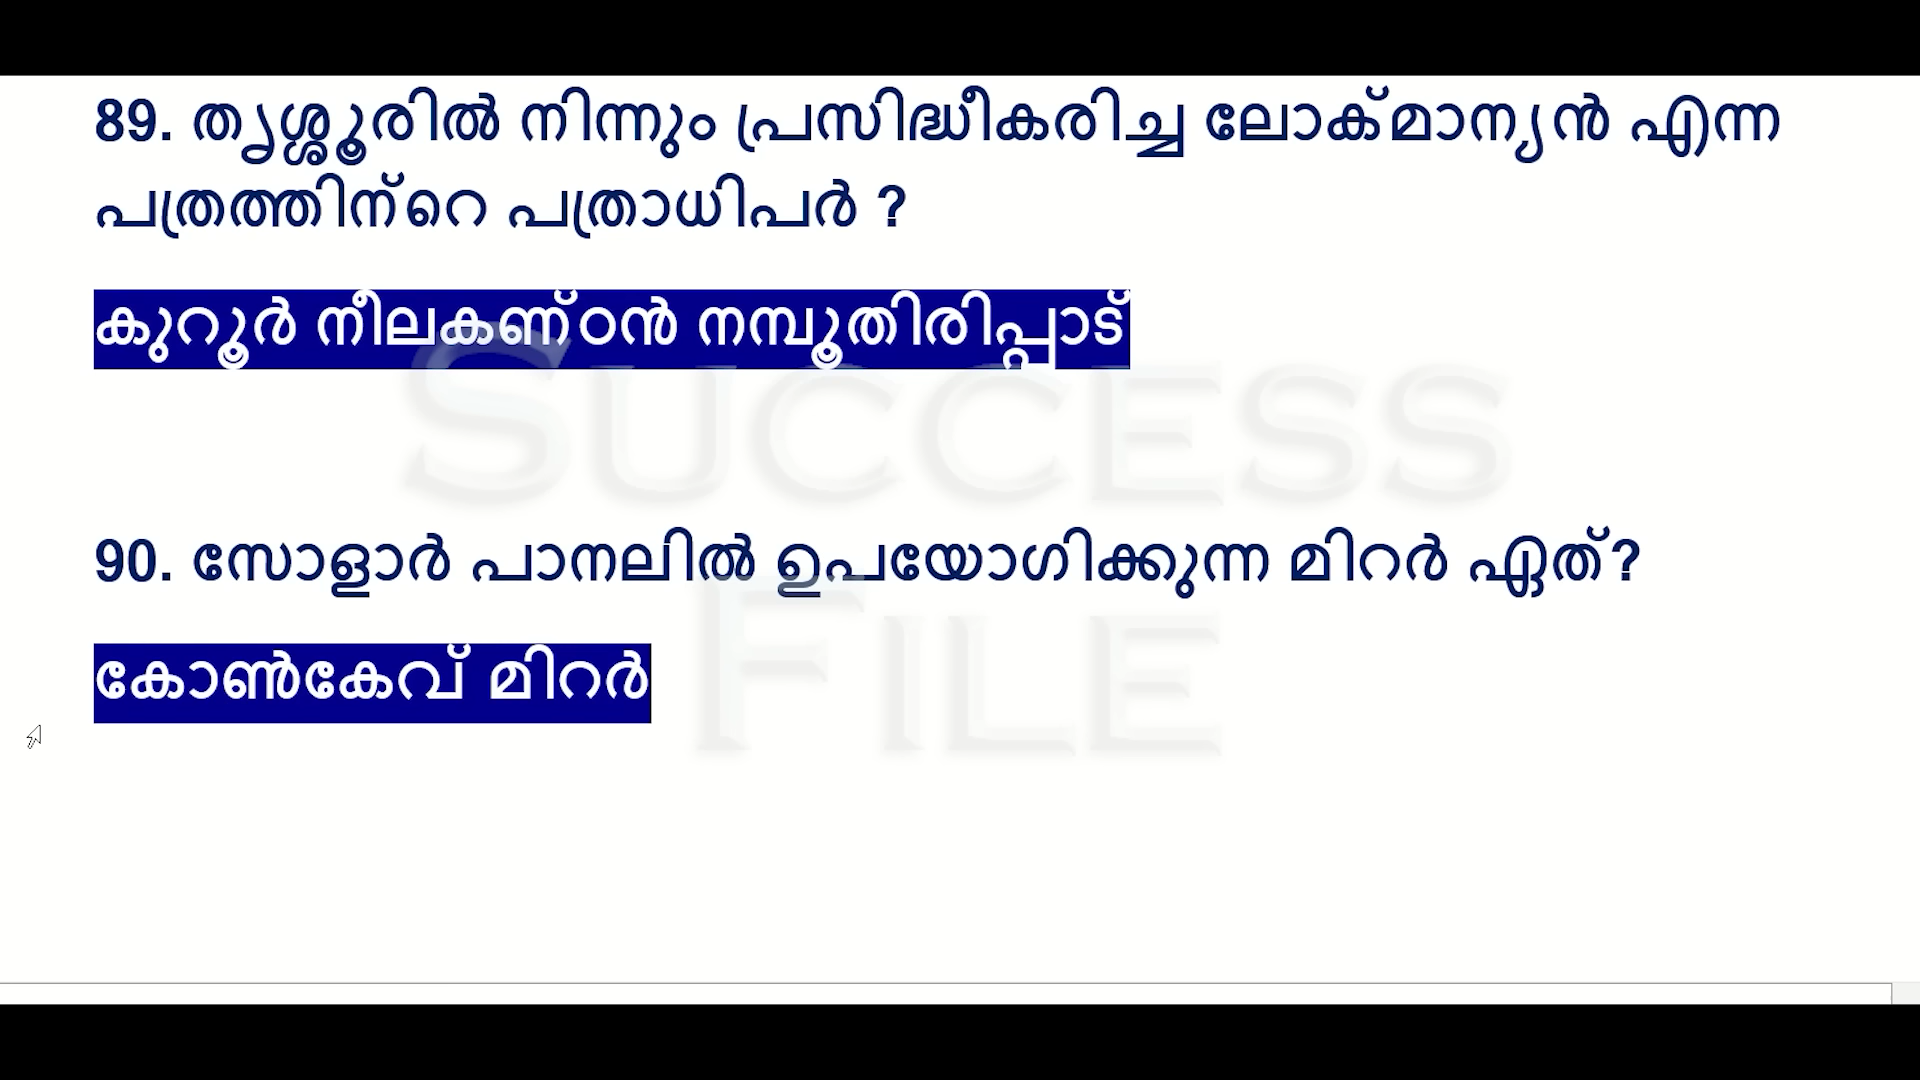 89. തൃശ്ശൂരിൽ നിന്നും പ്രസിദ്ധീകരിച്ച ലോക്മാന്യൻ എന്ന
പത്രത്തിന്റെ പത്രാധിപർ ?
കുറൂർ നീലകണ്ഠൻ നമ്പൂതിരിപ്പാട്
SUCCESS
90. സോളാർ പാനലിൽ ഉപയോഗിക്കുന്ന മിറർ ഏത്?
FILE
കോൺകേവ് മിറർ